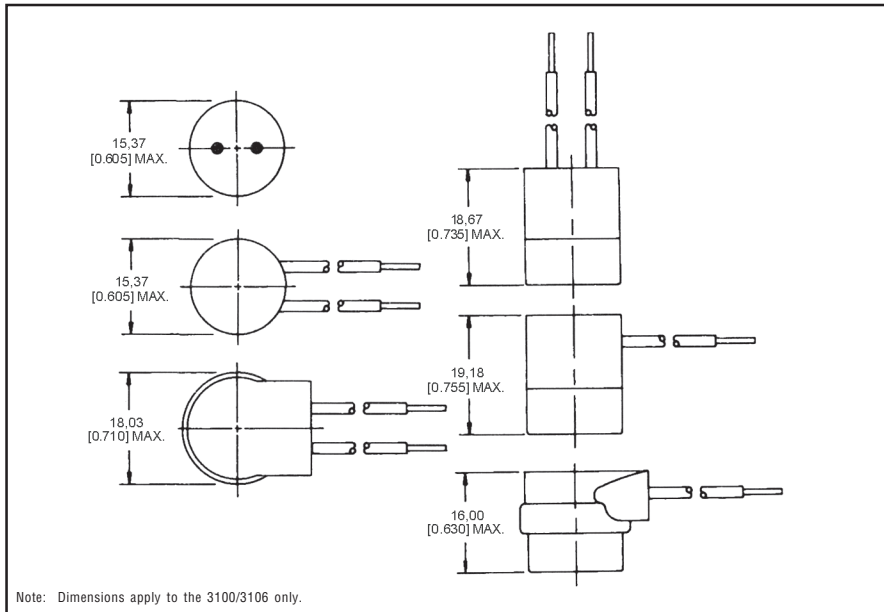 15,37
[0.605] MAX.
15,37
[0.605] MAX.
18,03
[0.710] MAX.
18,67
[0.735] MAX.
19,18
[0.755] MAX.
16,00
[0.630] MAX.
Note: Dimensions apply to the 3100/3106 only.